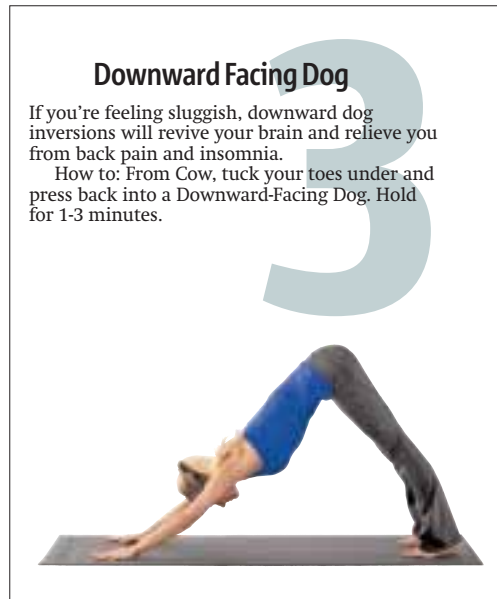 3
Downward Facing Dog
If you're feeling sluggish, downward dog
inversions will revive your brain and relieve you
from back pain and insomnia.
How to: From Cow, tuck your toes under and
press back into a Downward-Facing Dog. Hold
for 1-3 minutes.